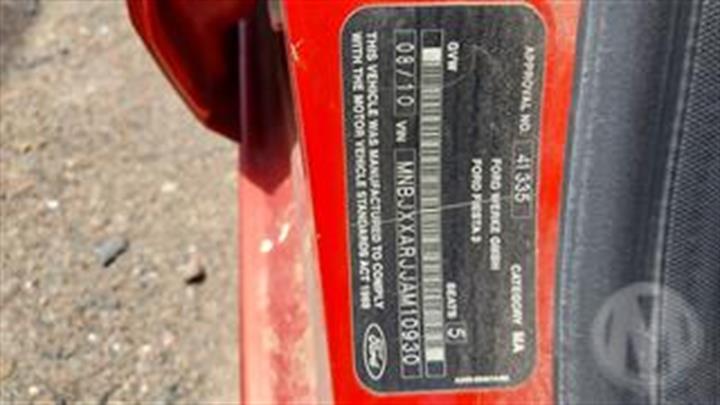 APPROVAL NO. 41335 CATEGORY MA
FORD WERKE GMBH
FORD FIESTA 3
GVW SEATS 5
08/10 VIN MNBJXXARJJAM10930
THIS VEHICLE WAS MANUFACTURED TO COMPLY
WITH THE MOTOR VEHICLE STANDARDS ACT 1989
Ford